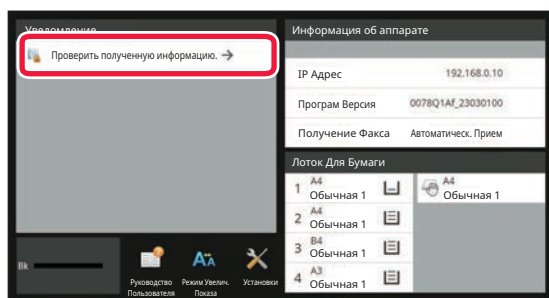 Уведомление
Проверить полученную информацию. →
Информация об аппарате
IP Адрес 192.168.0.10
Програм Версия 0078Q1Af_23030100
Получение Факса Автоматическ. Прием
Лоток Для Бумаги
1 A4
Обычная 1
A4
Обычная 1
2 A4
Обычная 1
3 B4
Обычная 1
4 A3
Обычная 1
Bk
Руководство
Пользователя
Режим Увелич.
Показа
Установки